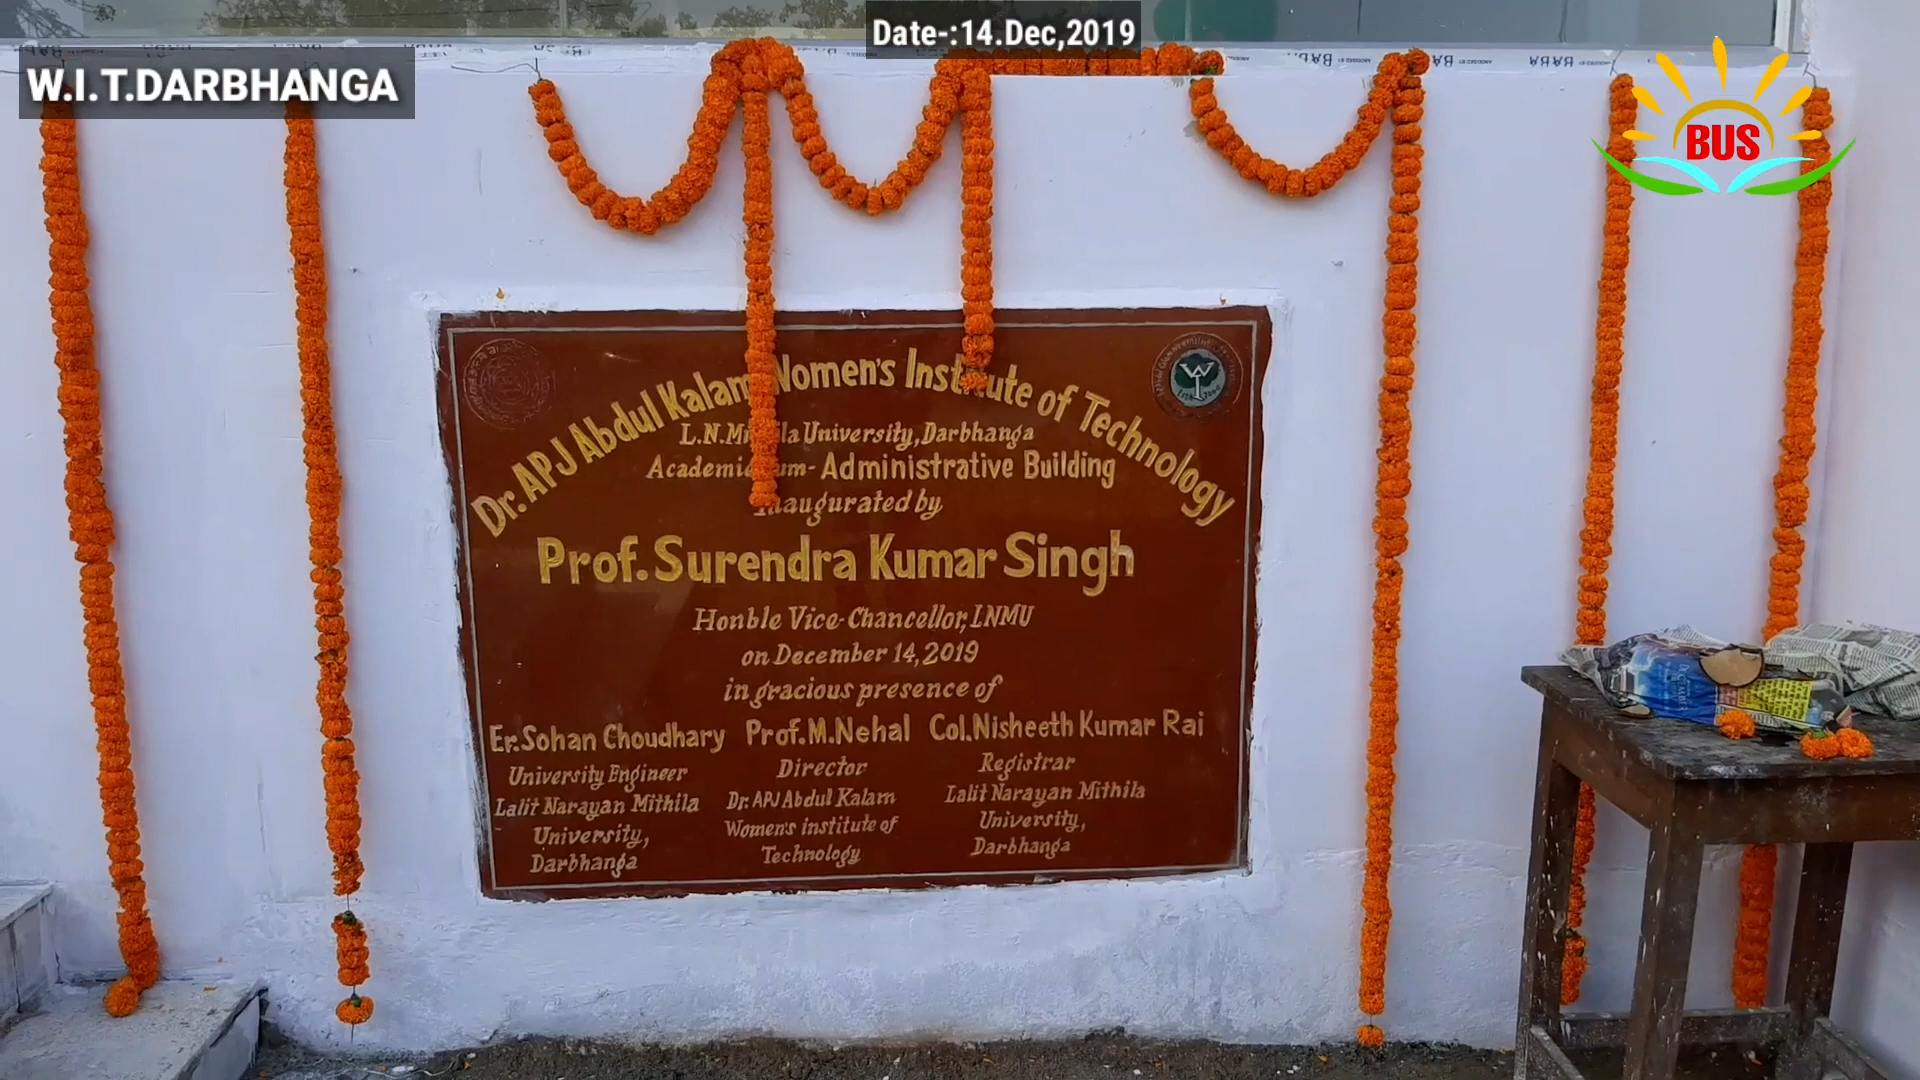 Date-:14.Dec,2019
W.I.T.DARBHANGA
BUS
Dr. APJ Abdul Kalam Women's Institute of Technology
L.N.Mithila University, Darbhanga
Academic cum- Administrative Building
Inaugurated by
Prof. Surendra Kumar Singh
Honble Vice-Chancellor, LNMU
on December 14, 2019
in gracious presence of
Er. Sohan Choudhary
University Engineer
Lalit Narayan Mithila
University,
Darbhanga
Prof. M. Nehal
Director
Dr. APJ Abdul Kalam
Women's institute of
Technology
Col. Nisheeth Kumar Rai
Registrar
Lalit Narayan Mithila
University,
Darbhanga